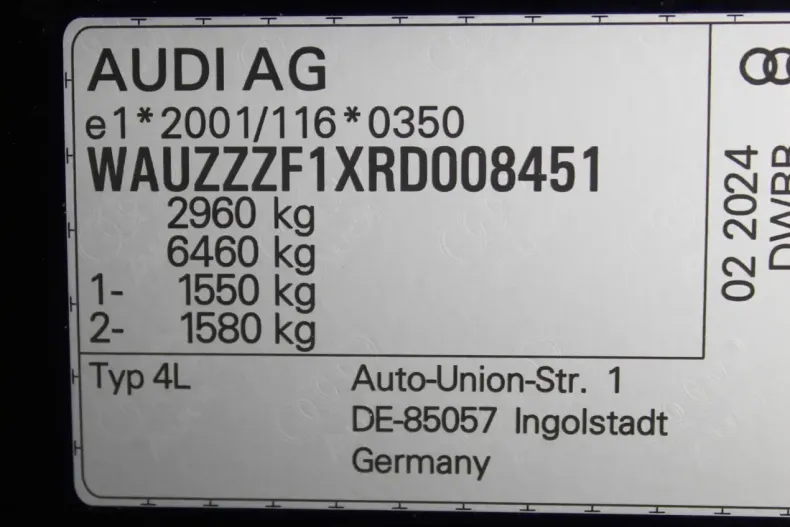 AUDI AG
e1*2001/116*0350
WAUZZZF1XRD008451
2960 kg
6460 kg
1- 1550 kg
2- 1580 kg
Typ 4L
Auto-Union-Str. 1
DE-85057 Ingolstadt
Germany
02 2024